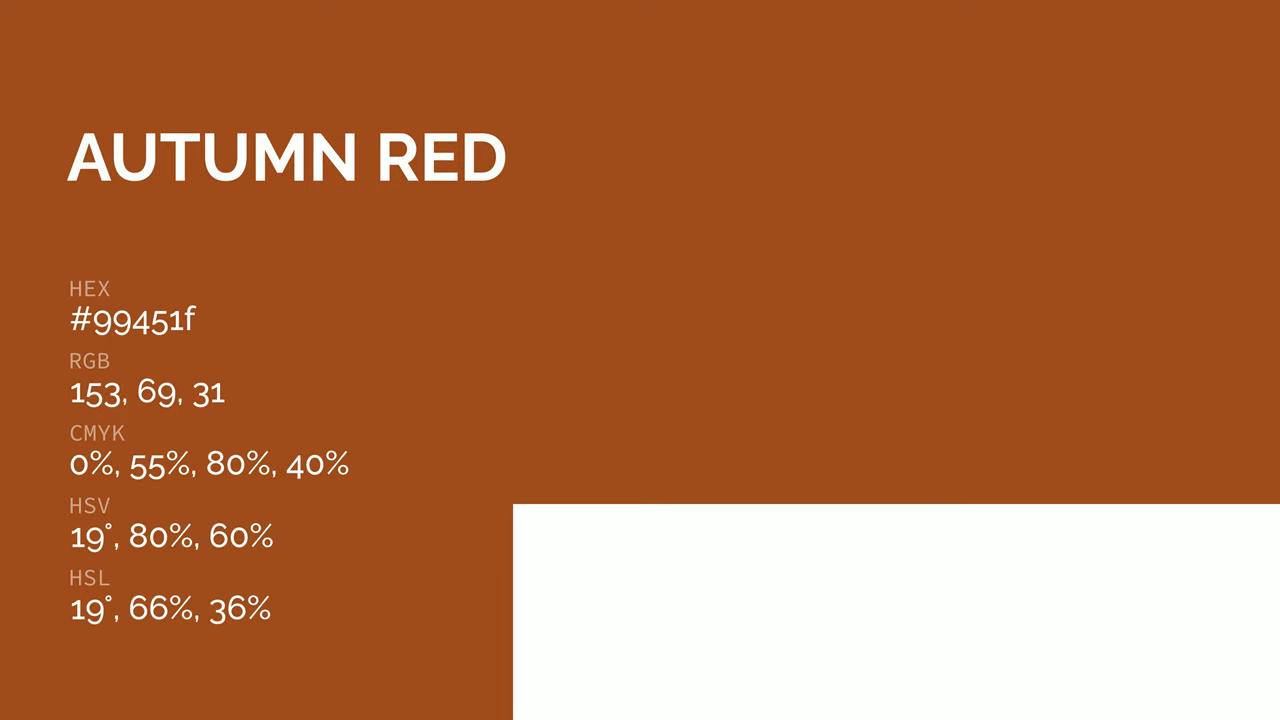 AUTUMN RED
HEX
#99451f
RGB
153, 69, 31
CMYK
0%, 55%, 80%, 40%
HSV
19°, 80%, 60%
HSL
19°, 66%, 36%